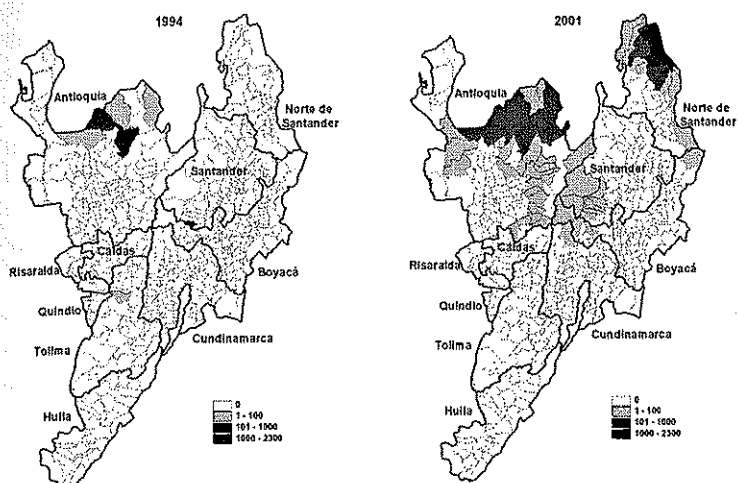 1994
Antioquia
Norte de
Santander
Santander
Caldas
Risaralda
Boyacá
Quindio
Cundinamarca
Tolima
Huila
0
1 - 100
101 - 1000
1000 - 2300
2001
Antioquia
Norte de
Santander
Santander
Caldas
Risaralda
Boyacá
Quindio
Cundinamarca
Tolima
Huila
0
1 - 100
101 - 1000
1000 - 2300